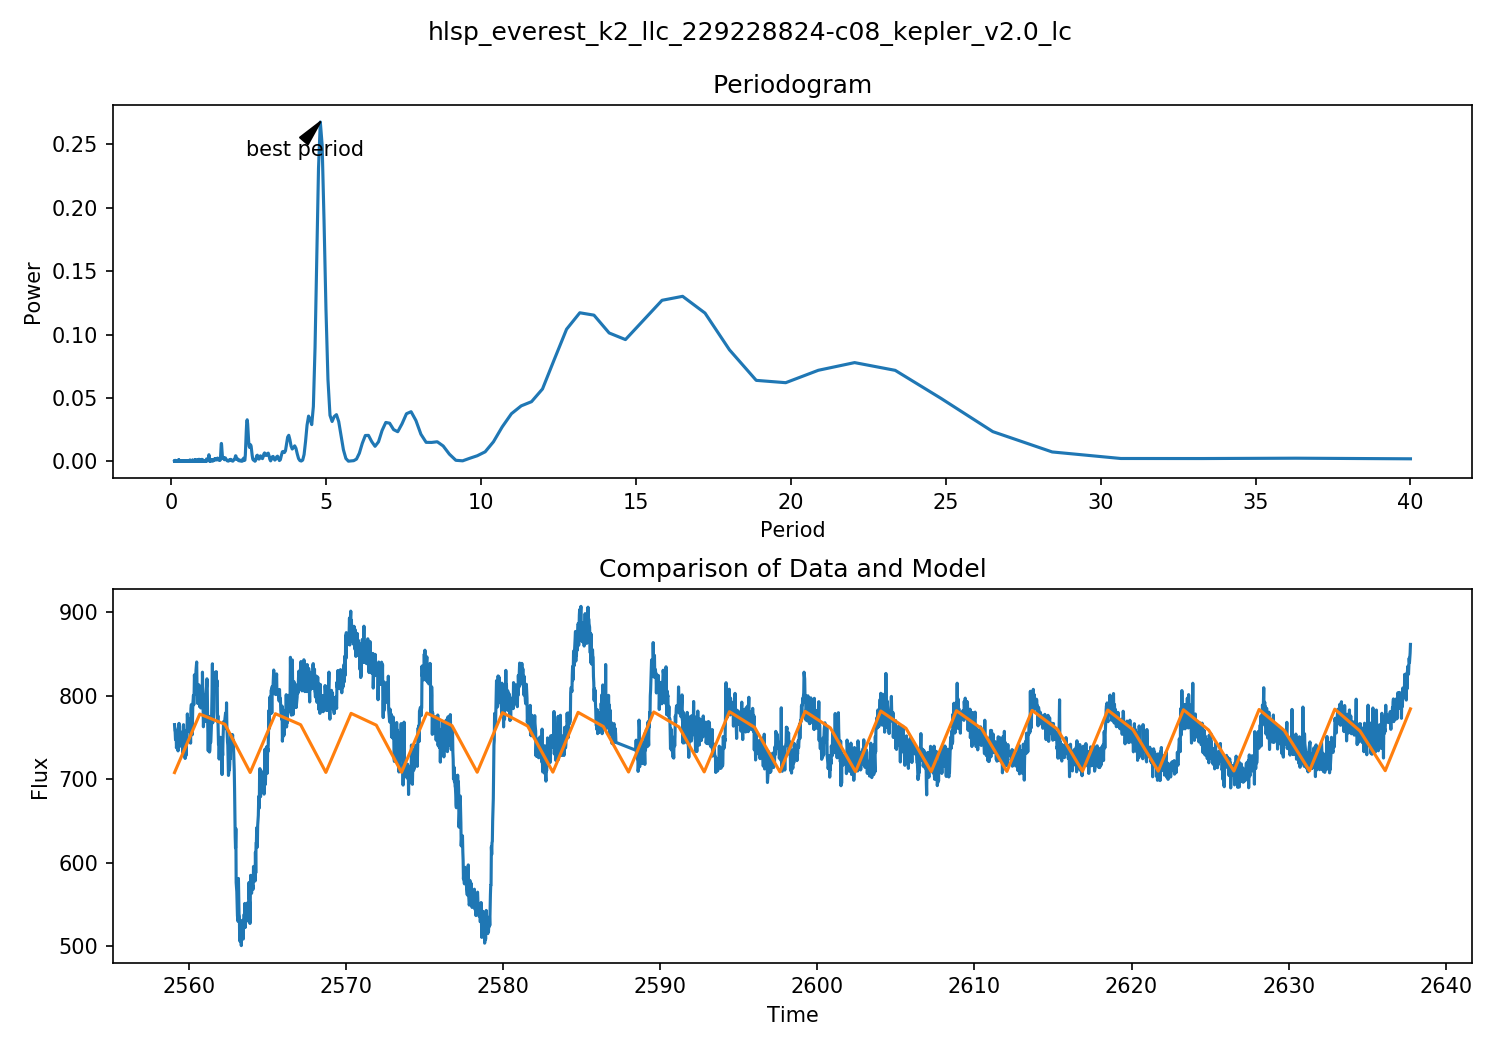 hlsp_everest_k2_llc_229228824-c08_kepler_v2.0_lc
Periodogram
best period
0.25
0.20
0.15
0.10
0.05
0.00
Power
0 5 10 15 20 25 30 35 40
Period
Comparison of Data and Model
900
800
700
600
500
Flux
2560 2570 2580 2590 2600 2610 2620 2630 2640
Time